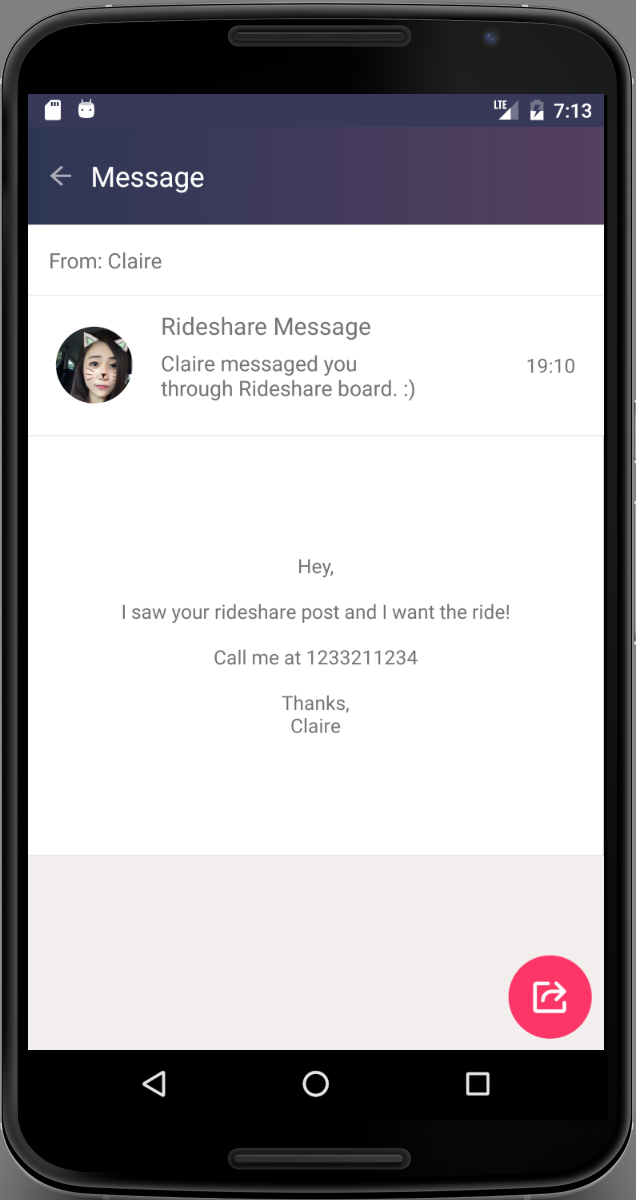 LTE 7:13
Message
From: Claire
Rideshare Message
Claire messaged you 19:10
through Rideshare board. :)
Hey,
I saw your rideshare post and I want the ride!
Call me at 1233211234
Thanks,
Claire